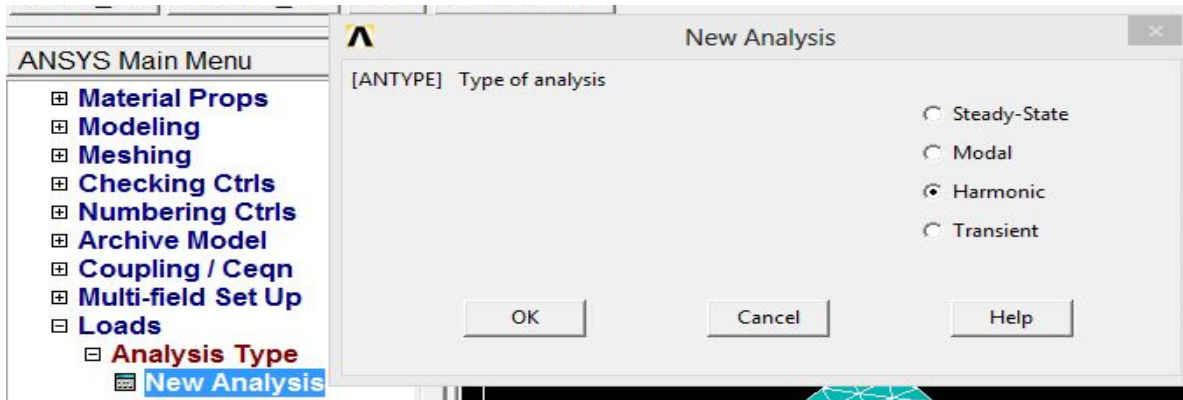 New Analysis
ANSYS Main Menu
[ANTYPE] Type of analysis
Material Props
Modeling
Meshing
Checking Ctrls
Numbering Ctrls
Archive Model
Coupling / Ceqn
Multi-field Set Up
Loads
Analysis Type
New Analysis
Steady-State
Modal
Harmonic
Transient
OK
Cancel
Help